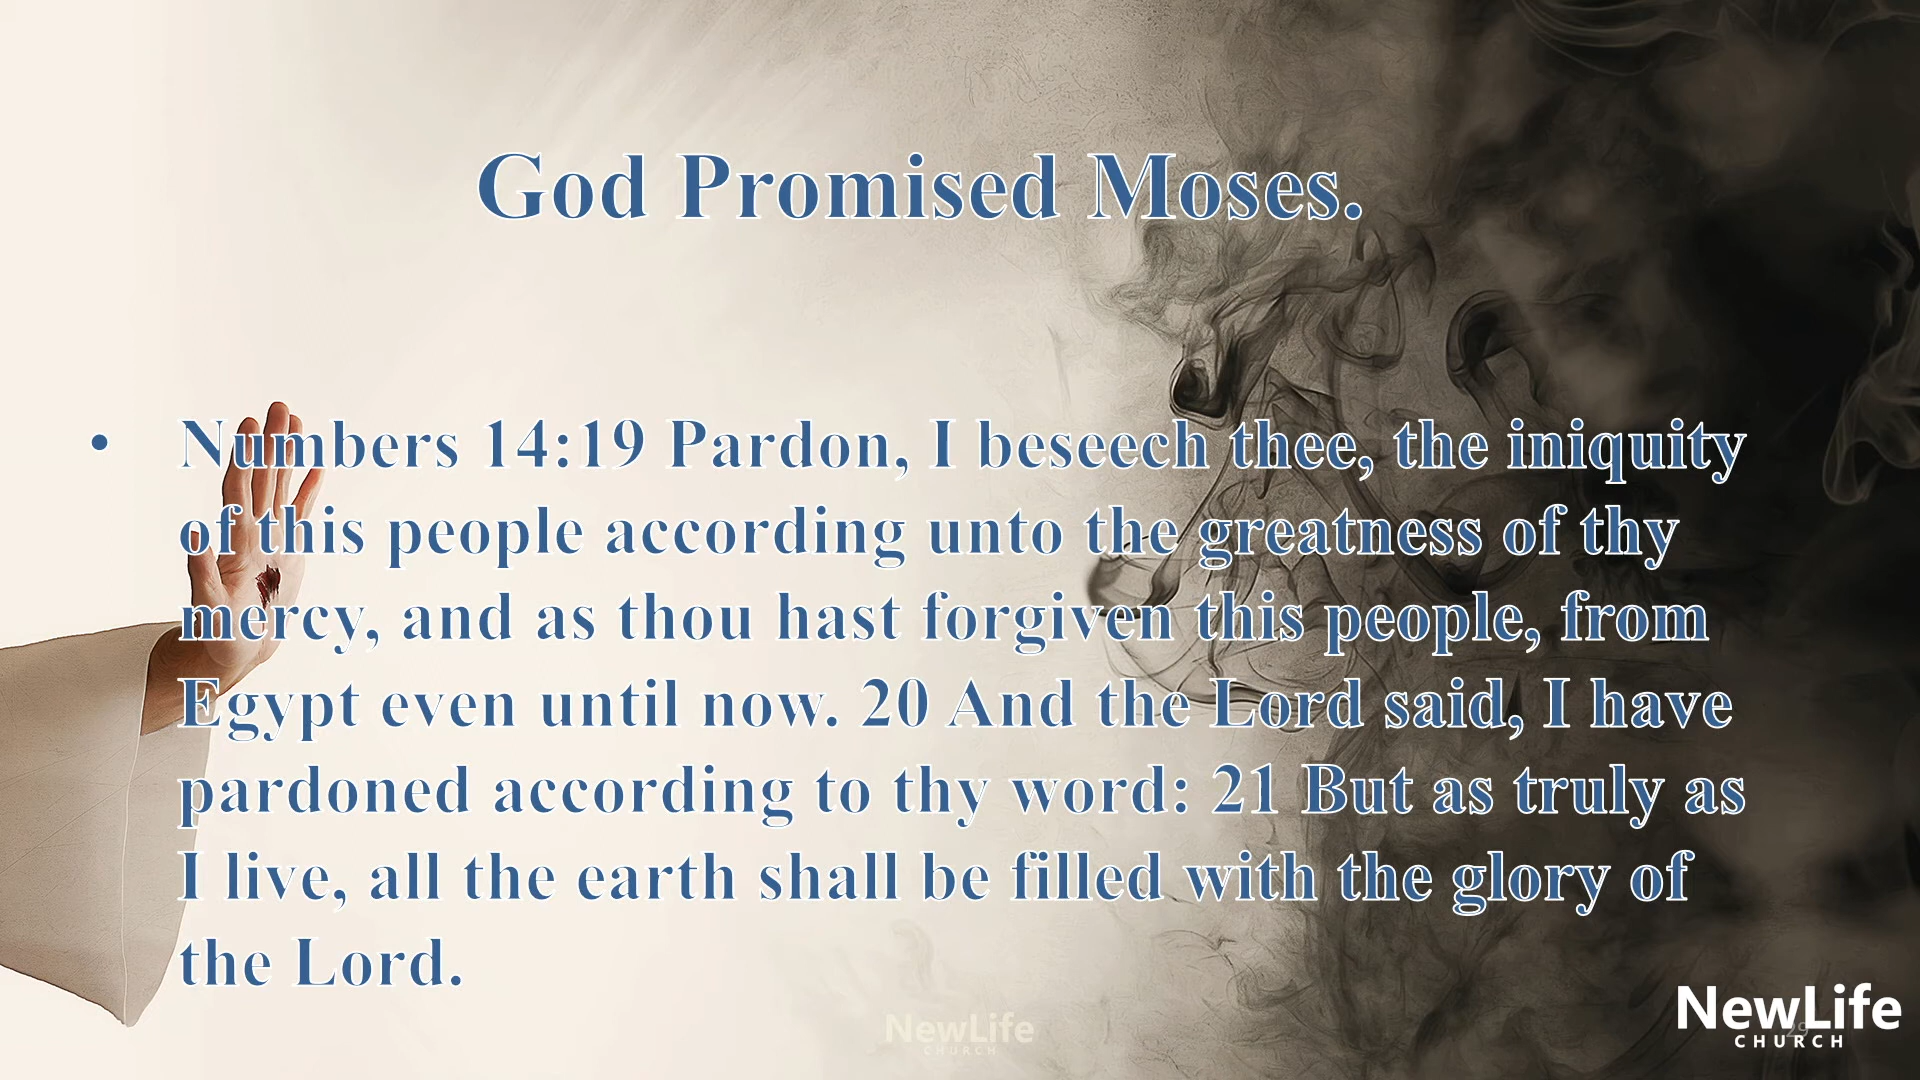 God Promised Moses.
• Numbers 14:19 Pardon, I beseech thee, the iniquity
of this people according unto the greatness of thy
mercy, and as thou hast forgiven this people, from
Egypt even until now. 20 And the Lord said, I have
pardoned according to thy word: 21 But as truly as
I live, all the earth shall be filled with the glory of
the Lord.
NewLife
CHURCH
NewLife
CHURCH
29